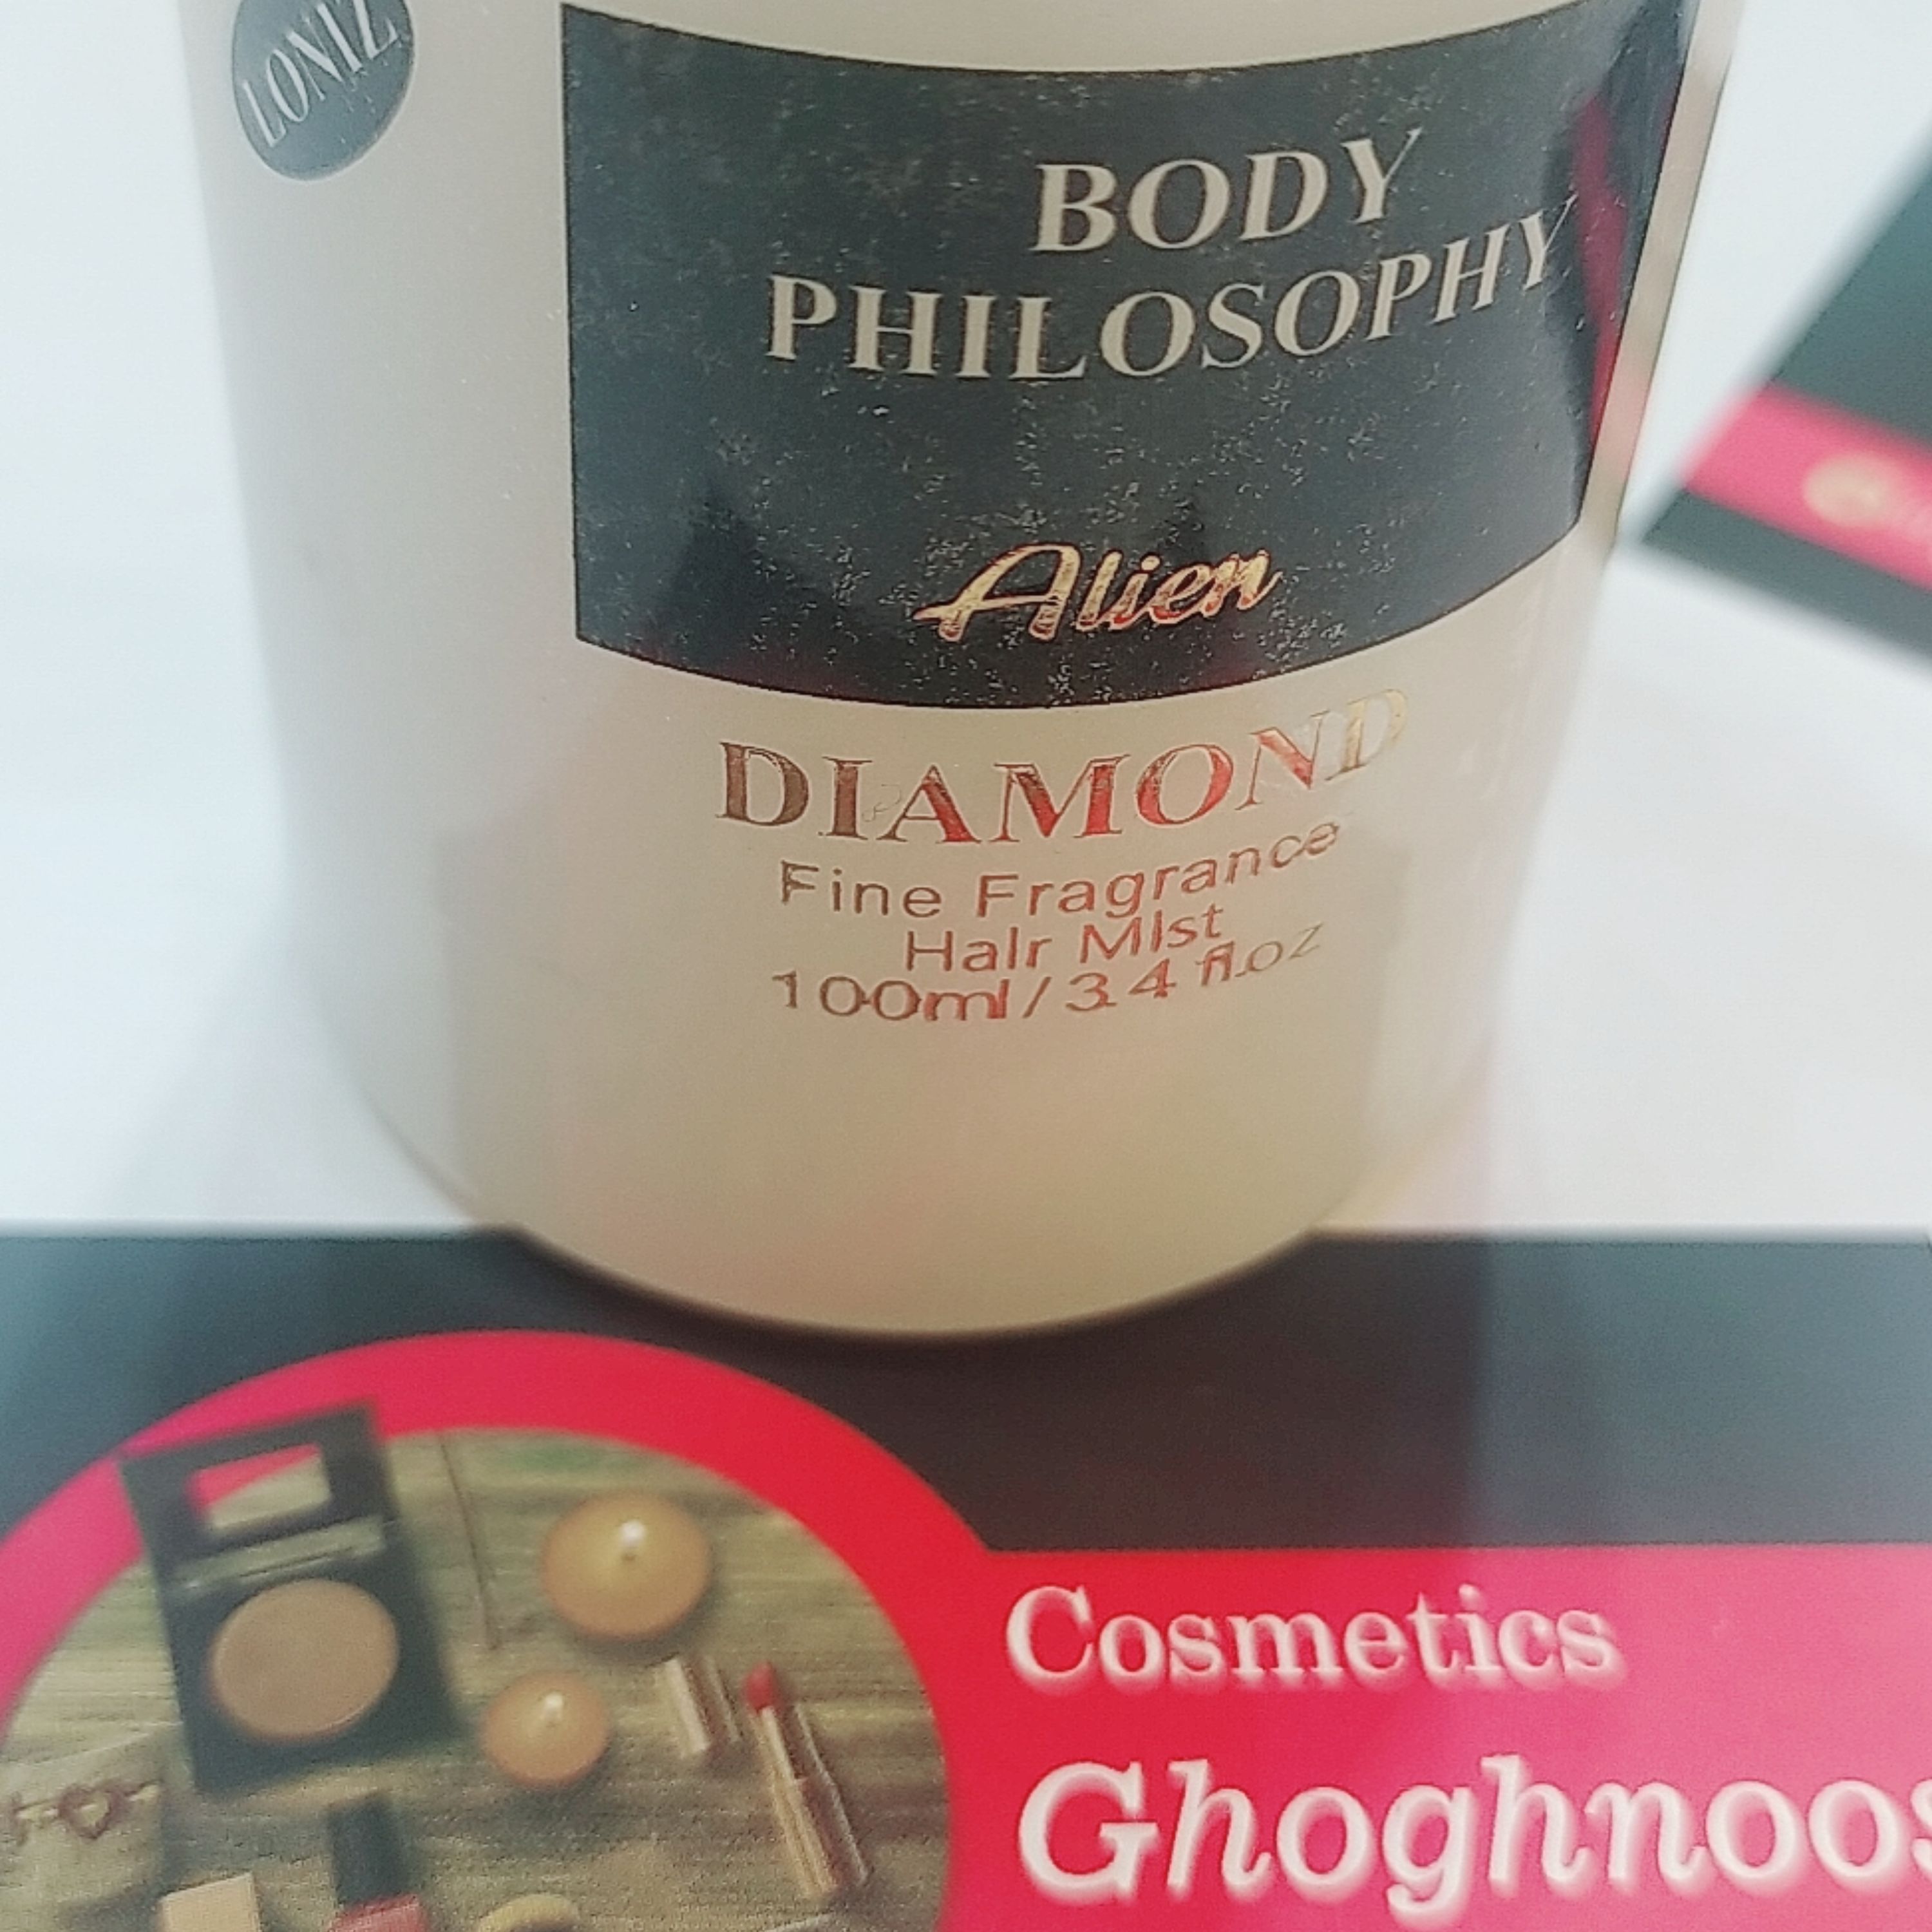 LONIZ
BODY
PHILOSOPHY
Alien
DIAMOND
Fine Fragrance
HaIr MIst
100ml/3.4 fl.oz
Cosmetics
Ghoghnoos